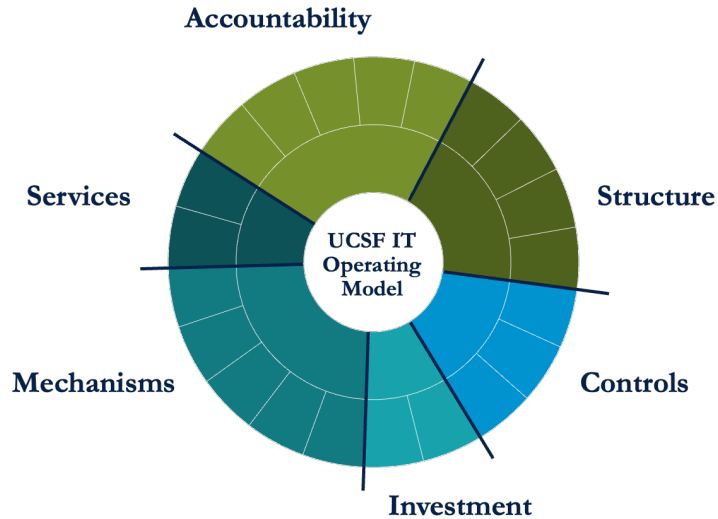 Accountability
Services
Structure
UCSF IT
Operating
Model
Mechanisms
Controls
Investment